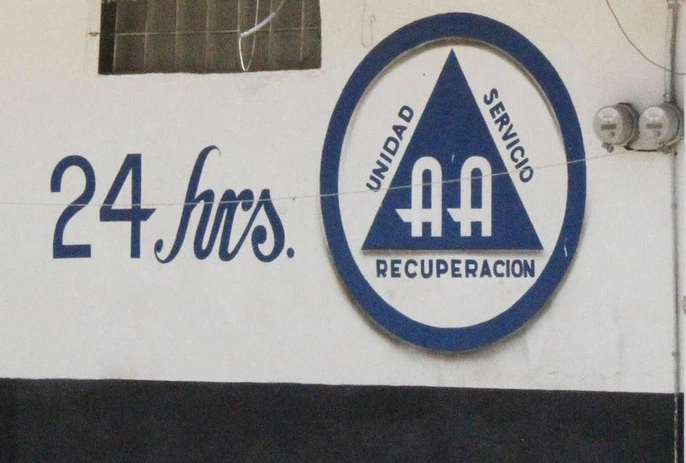 24 hrs.
UNIDAD
SERVICIO
AA
RECUPERACION